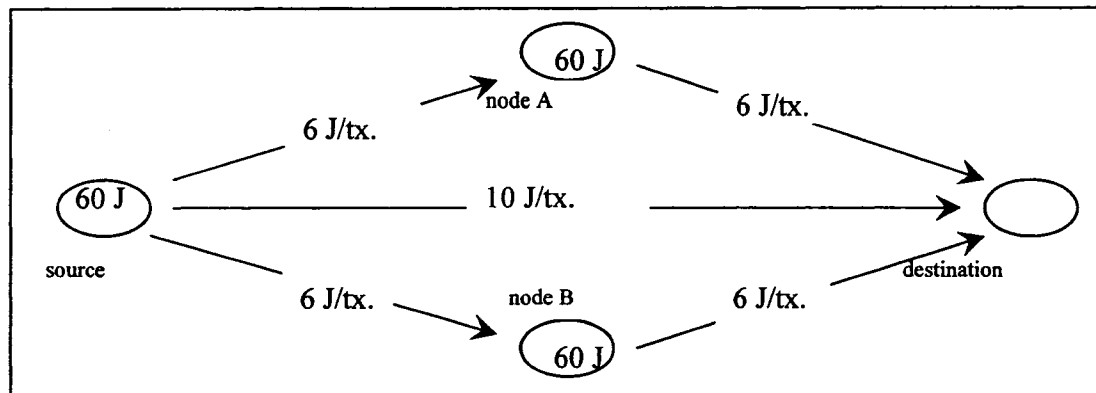 60 J
node A
6 J/tx.
6 J/tx.
60 J
source
10 J/tx.
destination
6 J/tx.
node B
60 J
6 J/tx.